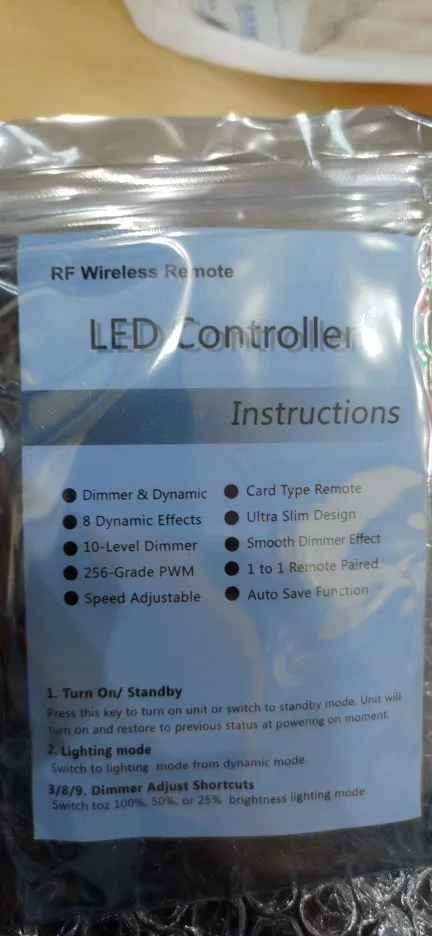 RF Wireless Remote
LED Controller
Instructions
● Dimmer & Dynamic ● Card Type Remote
● 8 Dynamic Effects ● Ultra Slim Design
● 10-Level Dimmer ● Smooth Dimmer Effect
● 256-Grade PWM ● 1 to 1 Remote Paired
● Speed Adjustable ● Auto Save Function
1. Turn On/ Standby
Press this key to turn on unit or switch to standby mode. Unit will
turn on and restore to previous status at powering on moment.
2. Lighting mode
Switch to lighting mode from dynamic mode.
3/8/9. Dimmer Adjust Shortcuts
Switch toz 100%, 50%, or 25% brightness lighting mode.